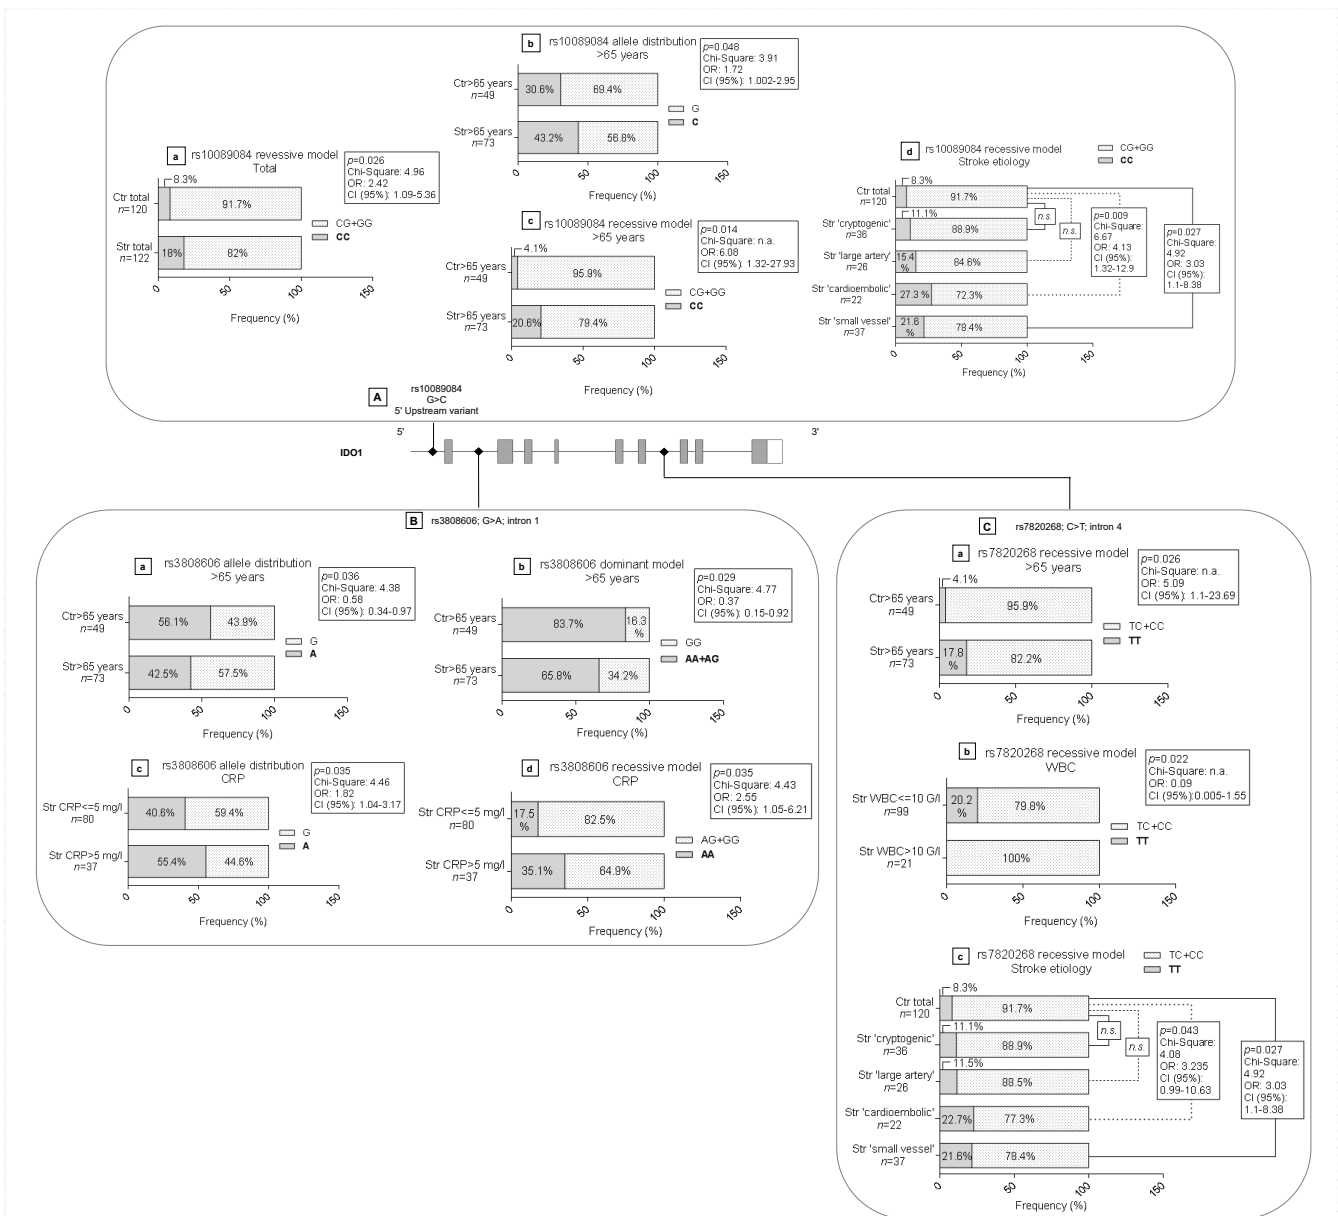 b
rs10089084 allele distribution
>65 years
p=0.048
Chi-Square: 3.91
OR: 1.72
CI (95%): 1.002-2.95
Ctr>65 years
n=49
30.6%
69.4%
Str>65 years
n=73
43.2%
56.8%
G
C
0
50
100
150
Frequency (%)
a
rs10089084 revessive model
Total
p=0.026
Chi-Square: 4.96
OR: 2.42
CI (95%): 1.09-5.36
8.3%
Ctr total
n=120
91.7%
Str total
n=122
18%
82%
CG+GG
CC
0
50
100
150
Frequency (%)
c
rs10089084 recessive model
>65 years
p=0.014
Chi-Square: n.a.
OR:6.08
CI (95%): 1.32-27.93
4.1%
Ctr>65 years
n=49
95.9%
Str>65 years
n=73
20.6%
79.4%
CG+GG
CC
0
50
100
150
Frequency (%)
d
rs10089084 recessive model
Stroke etiology
CG+GG
CC
8.3%
Ctr total
n=120
91.7%
11.1%
Str 'cryptogenic'
n=36
88.9%
Str 'large artery'
n=26
15.4
%
84.6%
Str 'cardioembolic'
n=22
27.3 %
72.3%
Str 'small vessel'
n=37
21.6
%
78.4%
n.s.
n.s.
p=0.009
Chi-Square:
6.67
OR: 4.13
CI (95%):
1.32-12.9
p=0.027
Chi-Square:
4.92
OR: 3.03
CI (95%):
1.1-8.38
0
50
100
150
Frequency (%)
A
rs10089084
G>C
5' Upstream variant
5'
3'
IDO1
B
rs3808606; G>A; intron 1
a
rs3808606 allele distribution
>65 years
p=0.036
Chi-Square: 4.38
OR: 0.58
CI (95%): 0.34-0.97
Ctr>65 years
n=49
56.1%
43.9%
Str>65 years
n=73
42.5%
57.5%
G
A
0
50
100
150
Frequency (%)
b
rs3808606 dominant model
>65 years
p=0.029
Chi-Square: 4.77
OR: 0.37
CI (95%): 0.15-0.92
Ctr>65 years
n=49
83.7%
16.3
%
Str>65 years
n=73
65.8%
34.2%
GG
AA+AG
0
50
100
150
Frequency (%)
c
rs3808606 allele distribution
CRP
p=0.035
Chi-Square: 4.46
OR: 1.82
CI (95%): 1.04-3.17
Str CRP<=5 mg/l
n=80
40.6%
59.4%
Str CRP>5 mg/l
n=37
55.4%
44.6%
G
A
0
50
100
150
Frequency (%)
d
rs3808606 recessive model
CRP
p=0.035
Chi-Square: 4.43
OR: 2.55
CI (95%): 1.05-6.21
Str CRP<=5 mg/l
n=80
17.5
%
82.5%
Str CRP>5 mg/l
n=37
35.1%
64.9%
AG+GG
AA
0
50
100
150
Frequency (%)
C
rs7820268; C>T; intron 4
a
rs7820268 recessive model
>65 years
p=0.026
Chi-Square: n.a.
OR: 5.09
CI (95%): 1.1-23.69
4.1%
Ctr>65 years
n=49
95.9%
Str>65 years
n=73
17.8
%
82.2%
TC+CC
TT
0
50
100
150
Frequency (%)
b
rs7820268 recessive model
WBC
p=0.022
Chi-Square: n.a.
OR: 0.09
CI (95%):0.005-1.55
Str WBC<=10 G/l
n=99
20.2
%
79.8%
Str WBC>10 G/l
n=21
100%
TC+CC
TT
0
50
100
150
Frequency (%)
c
rs7820268 recessive model
Stroke etiology
TC+CC
TT
8.3%
Ctr total
n=120
91.7%
11.1%
Str 'cryptogenic'
n=36
88.9%
11.5%
Str 'large artery'
n=26
88.5%
Str 'cardioembolic'
n=22
22.7%
77.3%
Str 'small vessel'
n=37
21.6%
78.4%
n.s.
n.s.
p=0.043
Chi-Square:
4.08
OR: 3.235
CI (95%):
0.99-10.63
p=0.027
Chi-Square:
4.92
OR: 3.03
CI (95%):
1.1-8.38
0
50
100
150
Frequency (%)